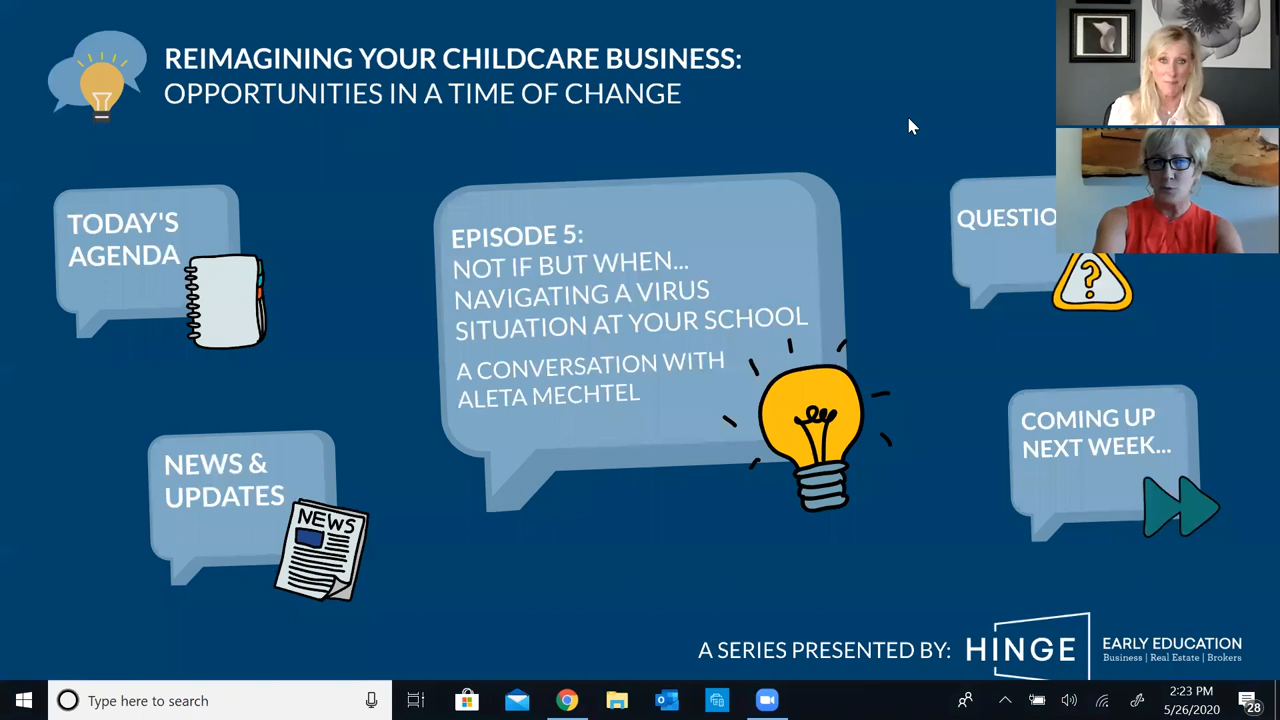 REIMAGINING YOUR CHILDCARE BUSINESS:
OPPORTUNITIES IN A TIME OF CHANGE
TODAY'S
AGENDA
EPISODE 5:
NOT IF BUT WHEN...
NAVIGATING A VIRUS
SITUATION AT YOUR SCHOOL
A CONVERSATION WITH
ALETA MECHTEL
QUESTIO
?
NEWS &
UPDATES
NEWS
COMING UP
NEXT WEEK...
A SERIES PRESENTED BY:
HINGE
EARLY EDUCATION
Business | Real Estate | Brokers
Type here to search
2:23 PM
5/26/2020
28